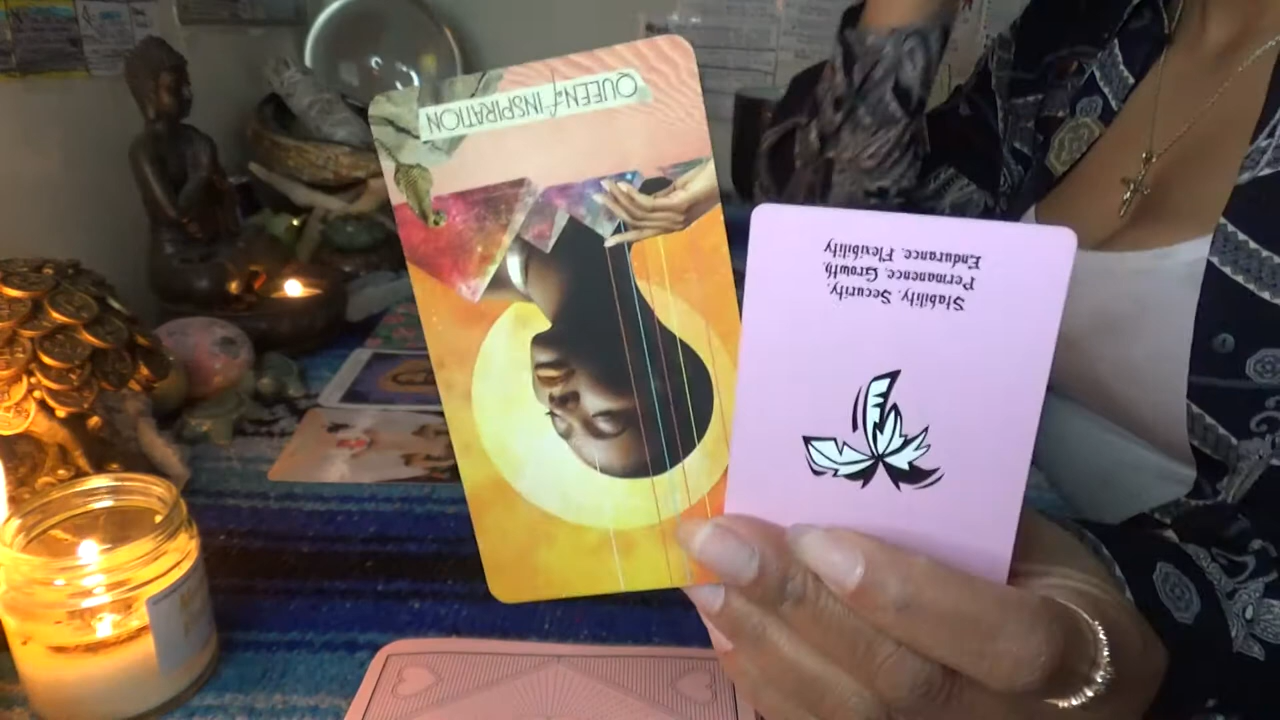 QUEEN of INSPIRATION
Stability, Security,
Permanence, Growth,
Endurance, Flexibility